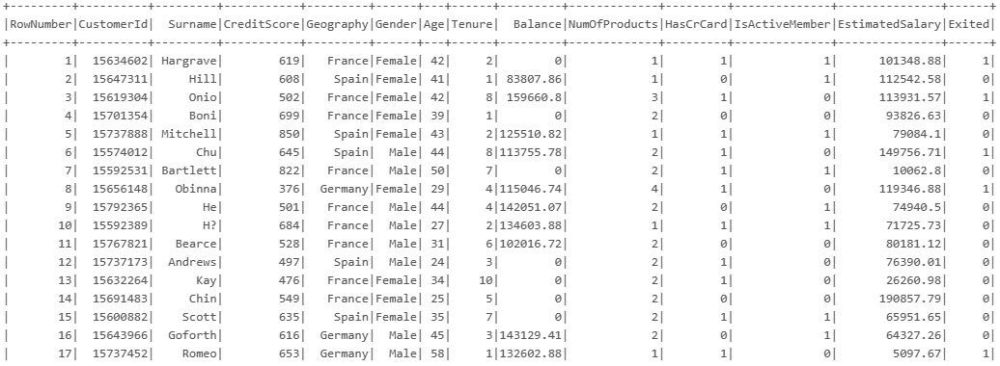 +---------+----------+---------+-----------+---------+------+---+------+---------+-------------+---------+--------------+---------------+------+
|RowNumber|CustomerId|  Surname|CreditScore|Geography|Gender|Age|Tenure|  Balance|NumOfProducts|HasCrCard|IsActiveMember|EstimatedSalary|Exited|
+---------+----------+---------+-----------+---------+------+---+------+---------+-------------+---------+--------------+---------------+------+
|        1|  15634602| Hargrave|        619|   France|Female| 42|     2|        0|            1|        1|             1|      101348.88|     1|
|        2|  15647311|     Hill|        608|    Spain|Female| 41|     1| 83807.86|            1|        0|             1|      112542.58|     0|
|        3|  15619304|     Onio|        502|   France|Female| 42|     8| 159660.8|            3|        1|             0|      113931.57|     1|
|        4|  15701354|     Boni|        699|   France|Female| 39|     1|        0|            2|        0|             0|       93826.63|     0|
|        5|  15737888| Mitchell|        850|    Spain|Female| 43|     2|125510.82|            1|        1|             1|        79084.1|     0|
|        6|  15574012|      Chu|        645|    Spain|  Male| 44|     8|113755.78|            2|        1|             0|      149756.71|     1|
|        7|  15592531| Bartlett|        822|   France|  Male| 50|     7|        0|            2|        1|             1|        10062.8|     0|
|        8|  15656148|   Obinna|        376|  Germany|Female| 29|     4|115046.74|            4|        1|             0|      119346.88|     1|
|        9|  15792365|       He|        501|   France|  Male| 44|     4|142051.07|            2|        0|             1|        74940.5|     0|
|       10|  15592389|       H?|        684|   France|  Male| 27|     2|134603.88|            1|        1|             1|       71725.73|     0|
|       11|  15767821|   Bearce|        528|   France|  Male| 31|     6|102016.72|            2|        0|             0|       80181.12|     0|
|       12|  15737173|  Andrews|        497|    Spain|  Male| 24|     3|        0|            2|        1|             0|       76390.01|     0|
|       13|  15632264|      Kay|        476|   France|Female| 34|    10|        0|            2|        1|             0|       26260.98|     0|
|       14|  15691483|     Chin|        549|   France|Female| 25|     5|        0|            2|        0|             0|      190857.79|     0|
|       15|  15600882|    Scott|        635|    Spain|Female| 35|     7|        0|            2|        1|             1|       65951.65|     0|
|       16|  15643966|  Goforth|        616|  Germany|  Male| 45|     3|143129.41|            2|        0|             1|       64327.26|     0|
|       17|  15737452|    Romeo|        653|  Germany|  Male| 58|     1|132602.88|            1|        1|             0|        5097.67|     1|